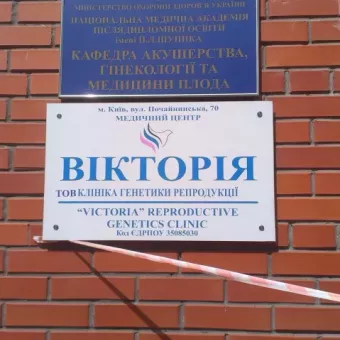 МІНІСТЕРСТВО ОХОРОНИ ЗДОРОВ'Я УКРАЇНИ
НАЦІОНАЛЬНА МЕДИЧНА АКАДЕМІЯ
ПІСЛЯДИПЛОМНОЇ ОСВІТИ
імені П.Л.ШУПИКА
КАФЕДРА АКУШЕРСТВА,
ГІНЕКОЛОГІЇ ТА
МЕДИЦИНИ ПЛОДА
м. Київ, вул. Почайнинська, 70
МЕДИЧНИЙ ЦЕНТР
ВІКТОРІЯ
ТОВ КЛІНІКА ГЕНЕТИКИ РЕПРОДУКЦІЇ
"VICTORIA" REPRODUCTIVE
GENETICS CLINIC
Код ЄДРПОУ 35085030